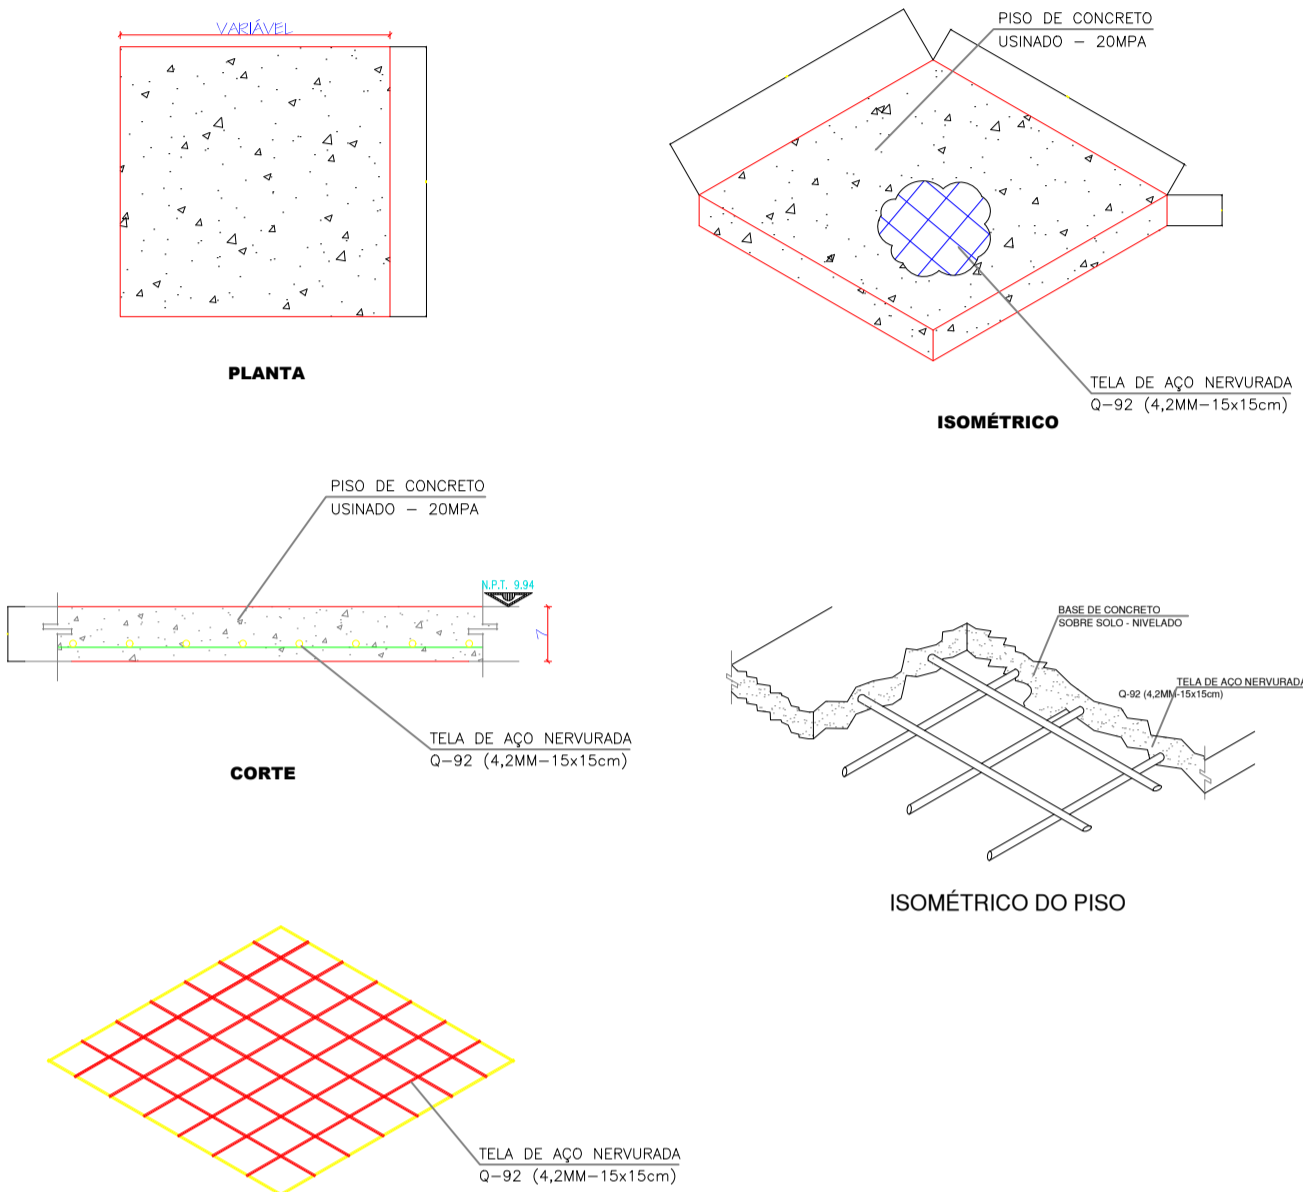 VARIÁVEL
PLANTA
PISO DE CONCRETO
USINADO - 20MPA
TELA DE AÇO NERVURADA
Q-92 (4,2MM-15x15cm)
ISOMÉTRICO
PISO DE CONCRETO
USINADO - 20MPA
N.P.T. 9.94
7
TELA DE AÇO NERVURADA
Q-92 (4,2MM-15x15cm)
CORTE
BASE DE CONCRETO
SOBRE SOLO - NIVELADO
TELA DE AÇO NERVURADA
Q-92 (4,2MM-15x15cm)
ISOMÉTRICO DO PISO
TELA DE AÇO NERVURADA
Q-92 (4,2MM-15x15cm)